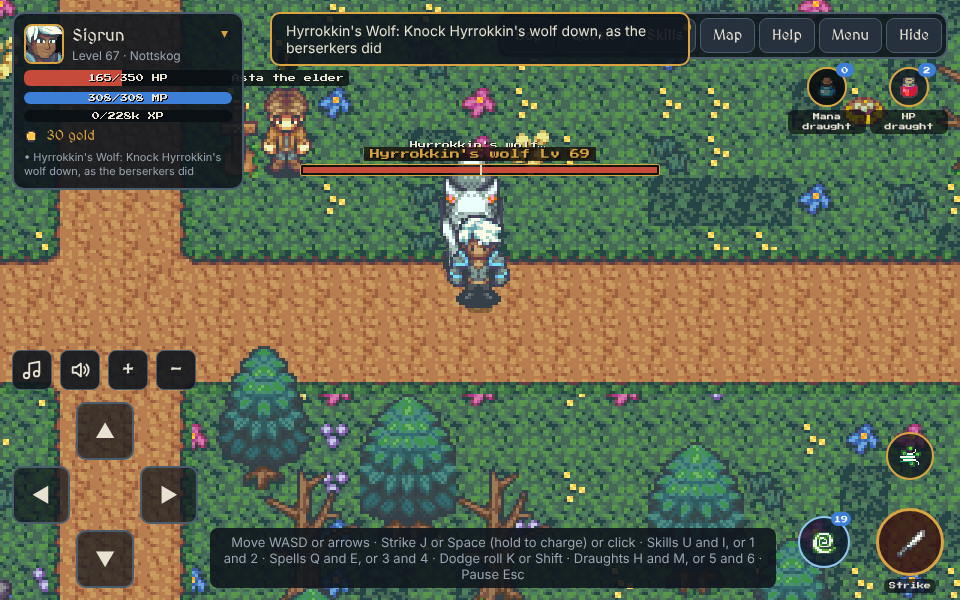 Sigrun
Level 67 · Nottskog
165/350 HP
308/308 MP
0/228k XP
30 gold
• Hyrrokkin's Wolf: Knock Hyrrokkin's
wolf down, as the berserkers did
Hyrrokkin's Wolf: Knock Hyrrokkin's wolf down, as the
berserkers did
Skills
Map
Help
Menu
Hide
0
2
Mana
draught
HP
draught
Asta the elder
Hyrrokkin's wolf…
Hyrrokkin's wolf Lv 69
+
−
19
Strike
Move WASD or arrows · Strike J or Space (hold to charge) or click · Skills U and I, or 1
and 2 · Spells Q and E, or 3 and 4 · Dodge roll K or Shift · Draughts H and M, or 5 and 6 ·
Pause Esc